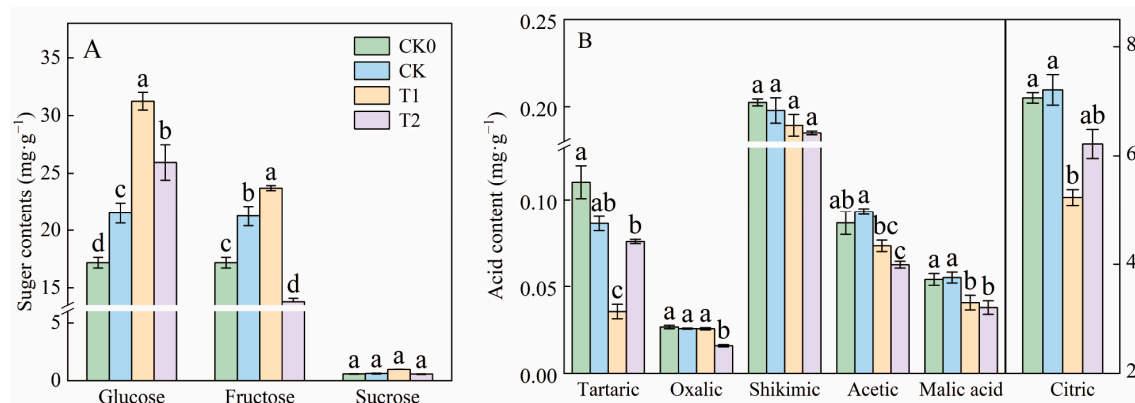 A
CK0
CK
T1
T2
Suger contents (mg·g⁻¹)
35
30
25
20
15
5
0
d c a b
c b a d
a a a a
Glucose Fructose Sucrose
B
Acid content (mg·g⁻¹)
0.25
0.20
0.10
0.05
0.00
a ab c b
a a a b
a a a a
ab a bc c
a a b b
a a b ab
8
6
4
2
Tartaric Oxalic Shikimic Acetic Malic acid Citric